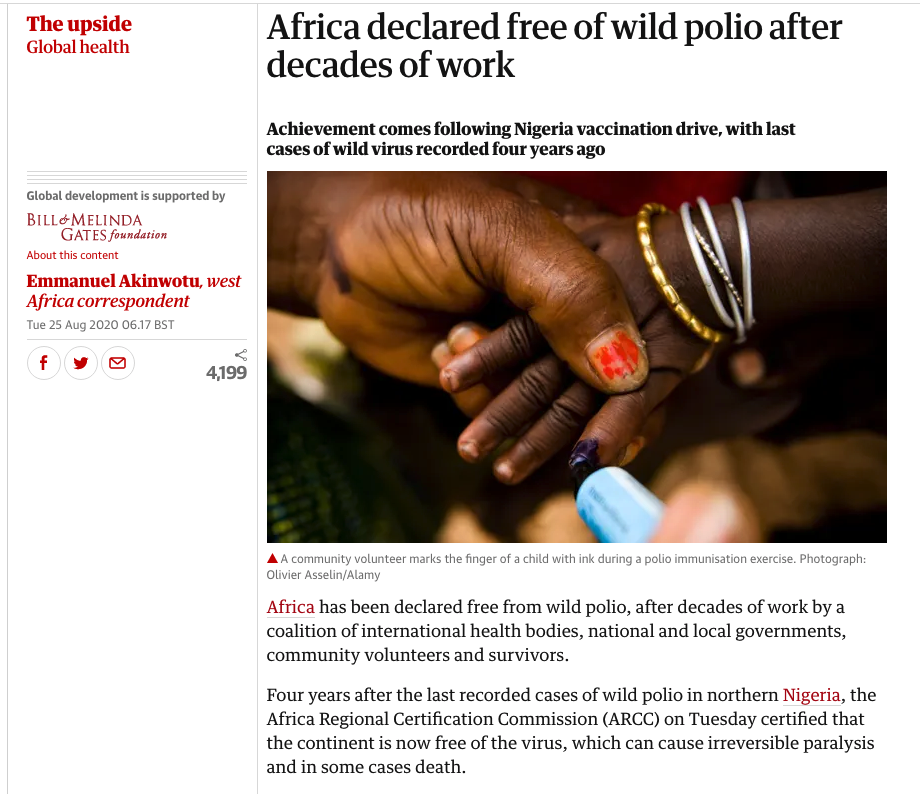 The upside
Global health
Africa declared free of wild polio after
decades of work
Achievement comes following Nigeria vaccination drive, with last
cases of wild virus recorded four years ago
Global development is supported by
BILL & MELINDA
GATES foundation
About this content
Emmanuel Akinwotu, west
Africa correspondent
Tue 25 Aug 2020 06.17 BST
4,199
A community volunteer marks the finger of a child with ink during a polio immunisation exercise. Photograph:
Olivier Asselin/Alamy
Africa has been declared free from wild polio, after decades of work by a
coalition of international health bodies, national and local governments,
community volunteers and survivors.
Four years after the last recorded cases of wild polio in northern Nigeria, the
Africa Regional Certification Commission (ARCC) on Tuesday certified that
the continent is now free of the virus, which can cause irreversible paralysis
and in some cases death.